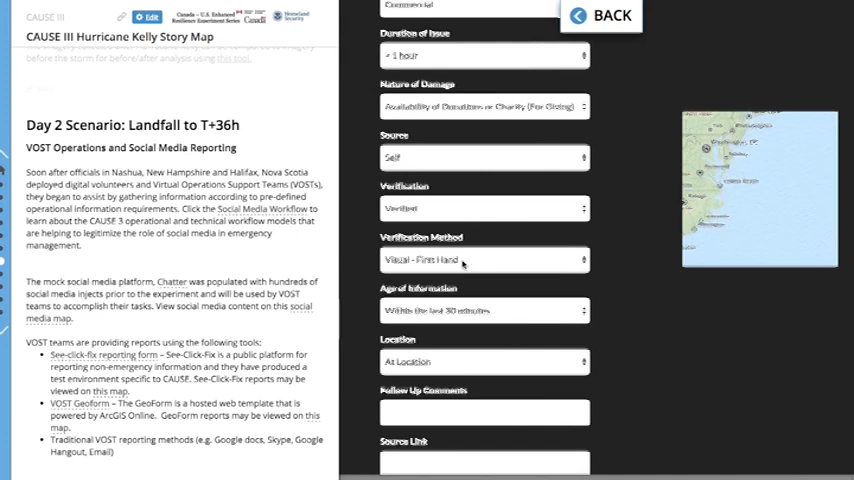 CAUSE III
Edit
Canada - U.S. Enhanced
Resilience Experiment Series
Canada
Homeland
Security
CAUSE III Hurricane Kelly Story Map
before the storm for before/after analysis using this tool.
Day 2 Scenario: Landfall to T+36h
VOST Operations and Social Media Reporting
Soon after officials in Nashua, New Hampshire and Halifax, Nova Scotia
deployed digital volunteers and Virtual Operations Support Teams (VOSTs),
they began to assist by gathering information according to pre-defined
operational information requirements. Click the Social Media Workflow to
learn about the CAUSE 3 operational and technical workflow models that
are helping to legitimize the role of social media in emergency
management.
The mock social media platform, Chatter was populated with hundreds of
social media injects prior to the experiment and will be used by VOST
teams to accomplish their tasks. View social media content on this social
media map.
VOST teams are providing reports using the following tools:
• See-click-fix reporting form – See-Click-Fix is a public platform for
reporting non-emergency information and they have produced a
test environment specific to CAUSE. See-Click-Fix reports may be
viewed on this map.
• VOST Geoform – The GeoForm is a hosted web template that is
powered by ArcGIS Online. GeoForm reports may be viewed on this
map.
• Traditional VOST reporting methods (e.g. Google docs, Skype, Google
Hangout, Email)
Commercial
Duration of Issue
< 1 hour
Nature of Damage
Availability of Donations or Charity (For Giving)
Source
Self
Verification
Verified
Verification Method
Visual - First Hand
Age of Information
Within the last 30 minutes
Location
At Location
Follow Up Comments
Source Link
BACK
Philadelphia
Washington, DC